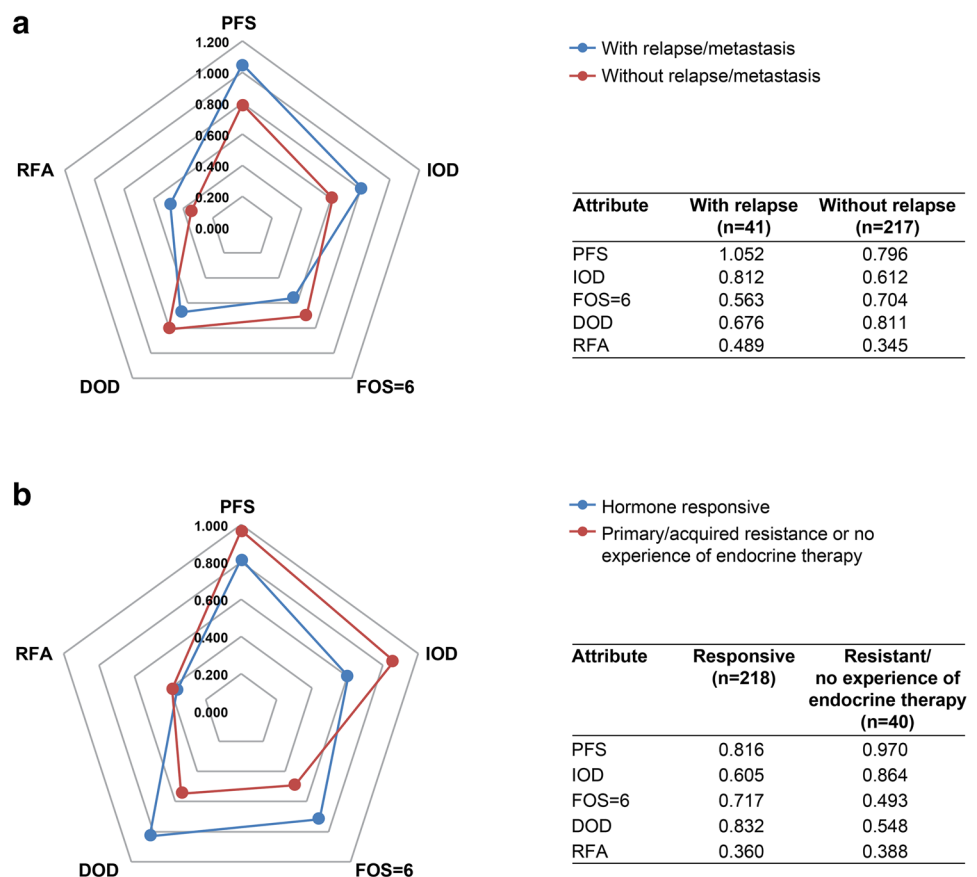 a
PFS
1.200
1.000
0.800
0.600
0.400
0.200
0.000
RFA
IOD
DOD
FOS=6
With relapse/metastasis
Without relapse/metastasis
Attribute With relapse (n=41) Without relapse (n=217)
PFS 1.052 0.796
IOD 0.812 0.612
FOS=6 0.563 0.704
DOD 0.676 0.811
RFA 0.489 0.345
b
PFS
1.000
0.800
0.600
0.400
0.200
0.000
RFA
IOD
DOD
FOS=6
Hormone responsive
Primary/acquired resistance or no
experience of endocrine therapy
Attribute Responsive (n=218) Resistant/ no experience of endocrine therapy (n=40)
PFS 0.816 0.970
IOD 0.605 0.864
FOS=6 0.717 0.493
DOD 0.832 0.548
RFA 0.360 0.388